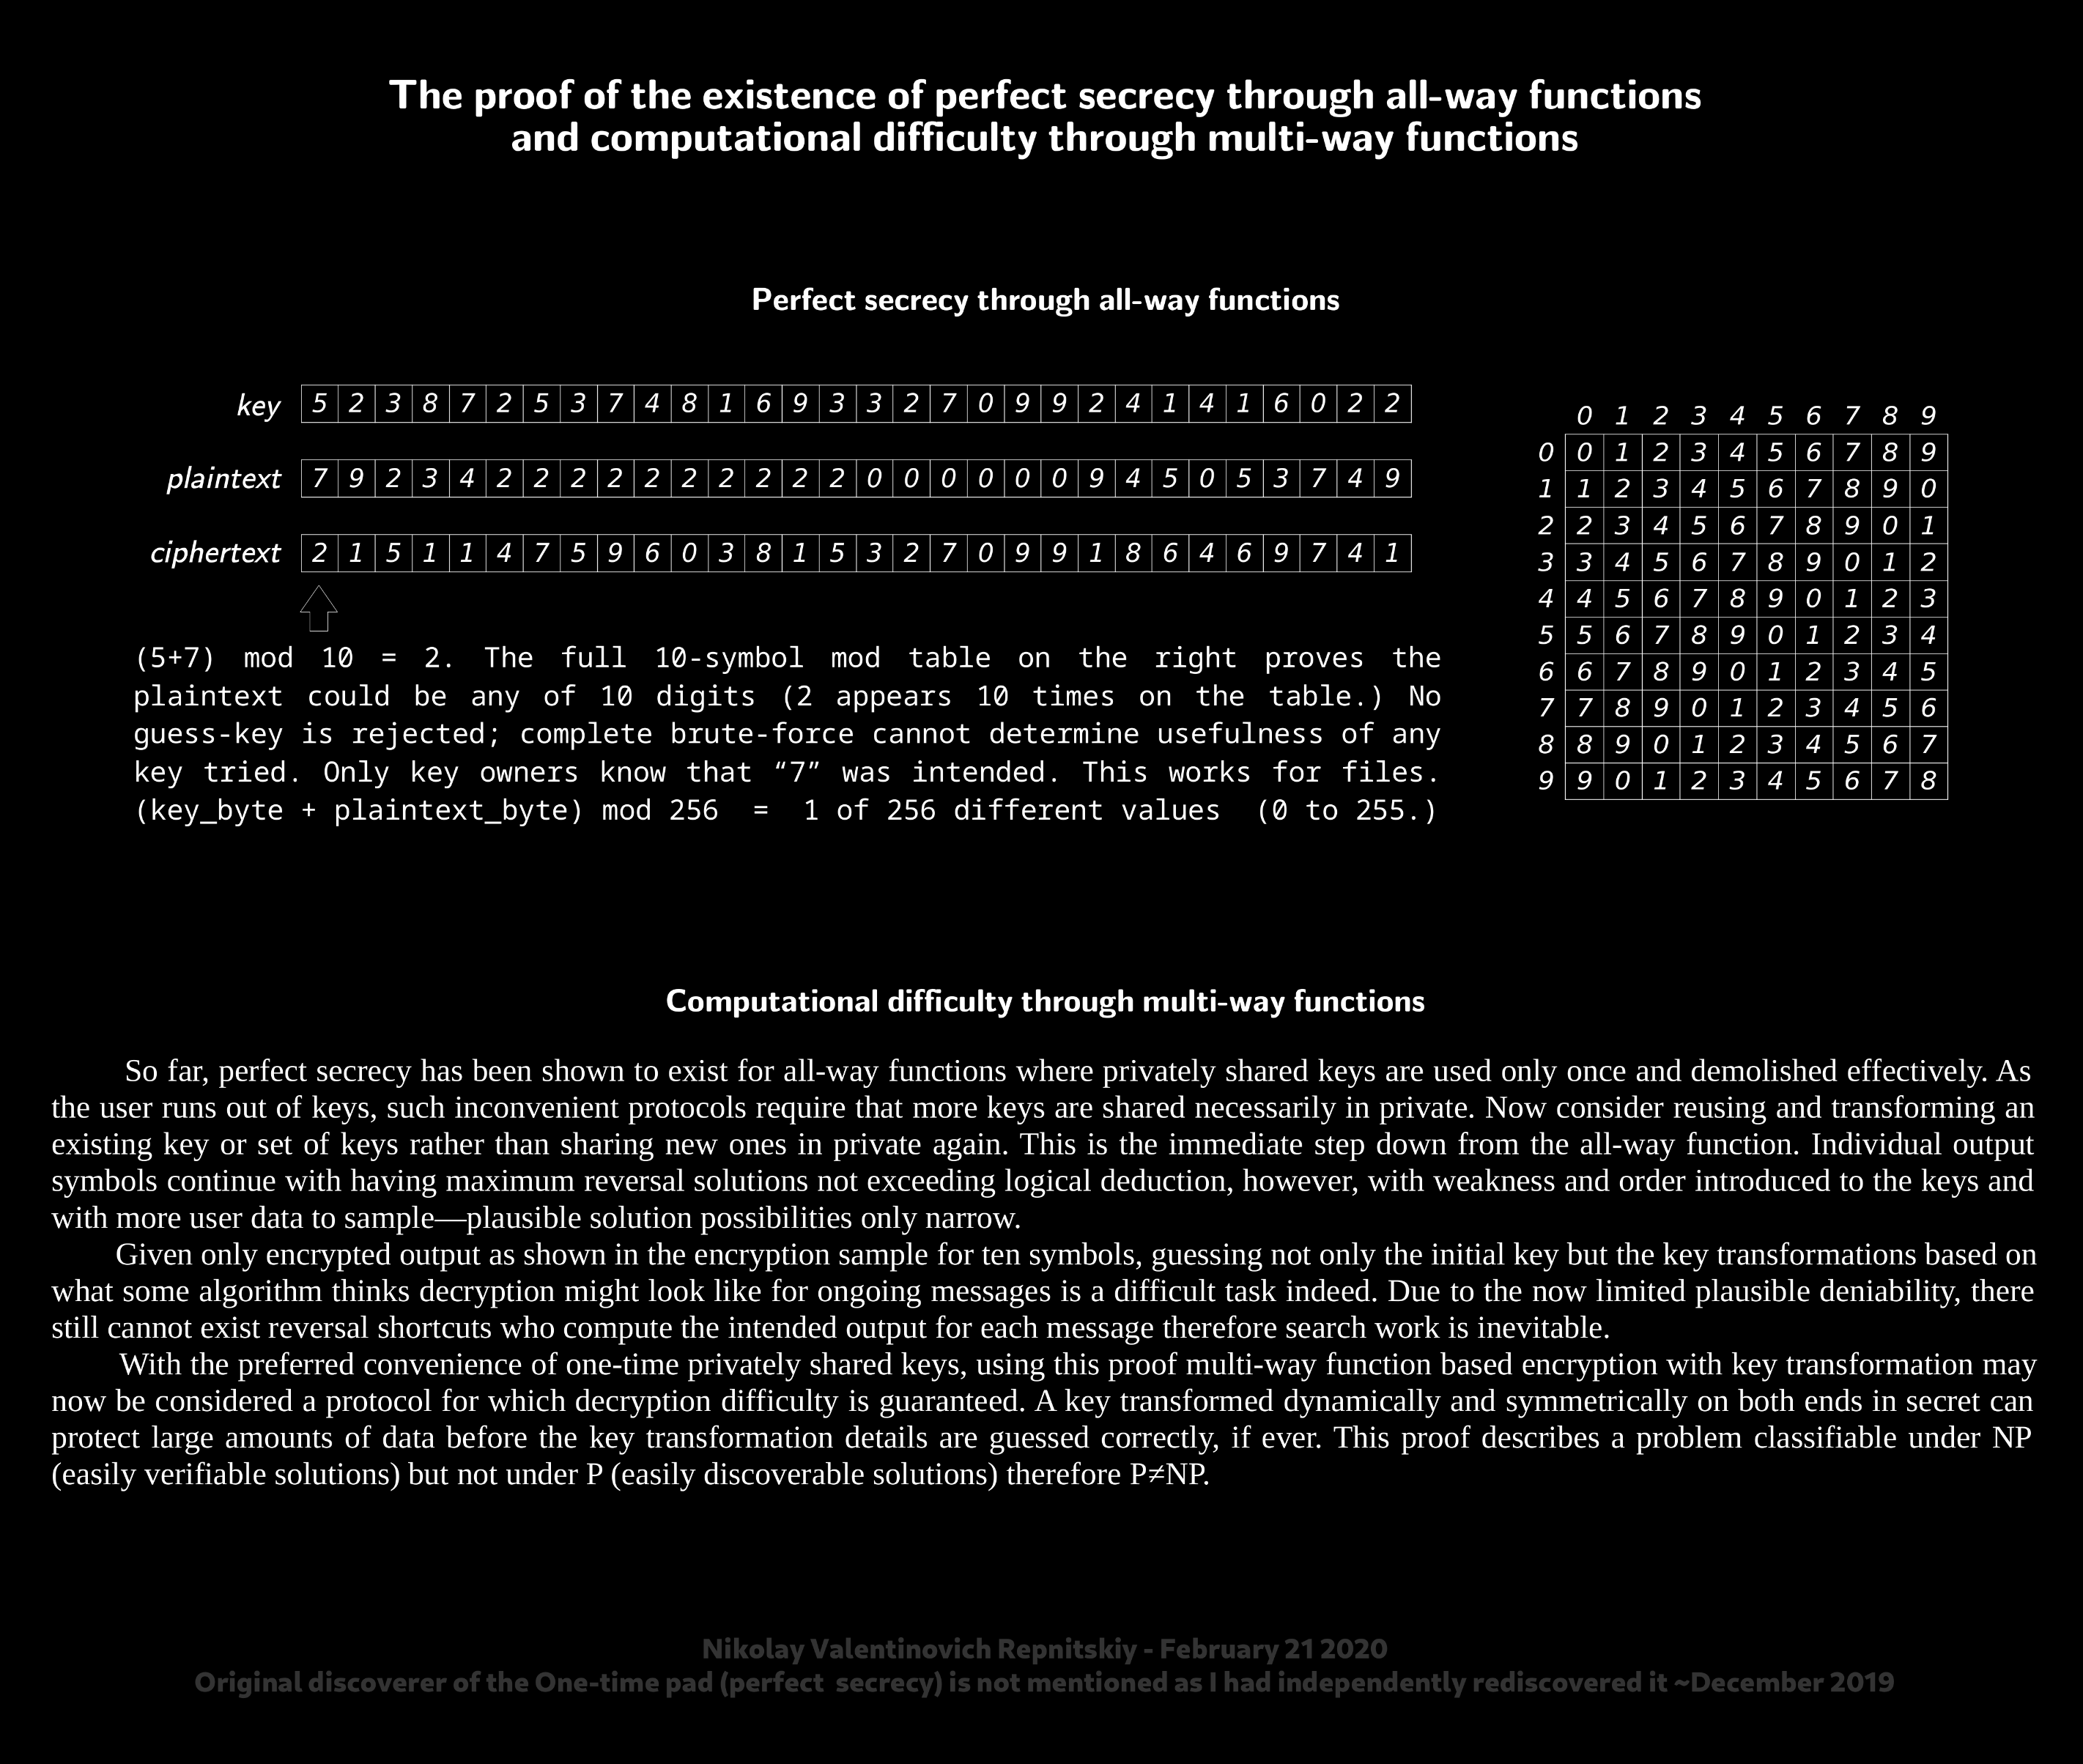 The proof of the existence of perfect secrecy through all-way functions
and computational difficulty through multi-way functions
Perfect secrecy through all-way functions
key 5 2 3 8 7 2 5 3 7 4 8 1 6 9 3 3 2 7 0 9 9 2 4 1 4 1 6 0 2 2
plaintext 7 9 2 3 4 2 2 2 2 2 2 2 2 2 2 0 0 0 0 0 0 9 4 5 0 5 3 7 4 9
ciphertext 2 1 5 1 1 4 7 5 9 6 0 3 8 1 5 3 2 7 0 9 9 1 8 6 4 6 9 7 4 1
(5+7) mod 10 = 2. The full 10-symbol mod table on the right proves the
plaintext could be any of 10 digits (2 appears 10 times on the table.) No
guess-key is rejected; complete brute-force cannot determine usefulness of any
key tried. Only key owners know that “7” was intended. This works for files.
(key_byte + plaintext_byte) mod 256 = 1 of 256 different values (0 to 255.)
0 1 2 3 4 5 6 7 8 9
0 0 1 2 3 4 5 6 7 8 9
1 1 2 3 4 5 6 7 8 9 0
2 2 3 4 5 6 7 8 9 0 1
3 3 4 5 6 7 8 9 0 1 2
4 4 5 6 7 8 9 0 1 2 3
5 5 6 7 8 9 0 1 2 3 4
6 6 7 8 9 0 1 2 3 4 5
7 7 8 9 0 1 2 3 4 5 6
8 8 9 0 1 2 3 4 5 6 7
9 9 0 1 2 3 4 5 6 7 8
Computational difficulty through multi-way functions
So far, perfect secrecy has been shown to exist for all-way functions where privately shared keys are used only once and demolished effectively. As
the user runs out of keys, such inconvenient protocols require that more keys are shared necessarily in private. Now consider reusing and transforming an
existing key or set of keys rather than sharing new ones in private again. This is the immediate step down from the all-way function. Individual output
symbols continue with having maximum reversal solutions not exceeding logical deduction, however, with weakness and order introduced to the keys and
with more user data to sample—plausible solution possibilities only narrow.
Given only encrypted output as shown in the encryption sample for ten symbols, guessing not only the initial key but the key transformations based on
what some algorithm thinks decryption might look like for ongoing messages is a difficult task indeed. Due to the now limited plausible deniability, there
still cannot exist reversal shortcuts who compute the intended output for each message therefore search work is inevitable.
With the preferred convenience of one-time privately shared keys, using this proof multi-way function based encryption with key transformation may
now be considered a protocol for which decryption difficulty is guaranteed. A key transformed dynamically and symmetrically on both ends in secret can
protect large amounts of data before the key transformation details are guessed correctly, if ever. This proof describes a problem classifiable under NP
(easily verifiable solutions) but not under P (easily discoverable solutions) therefore P≠NP.
Nikolay Valentinovich Repnitskiy - February 21 2020
Original discoverer of the One-time pad (perfect secrecy) is not mentioned as I had independently rediscovered it ~December 2019